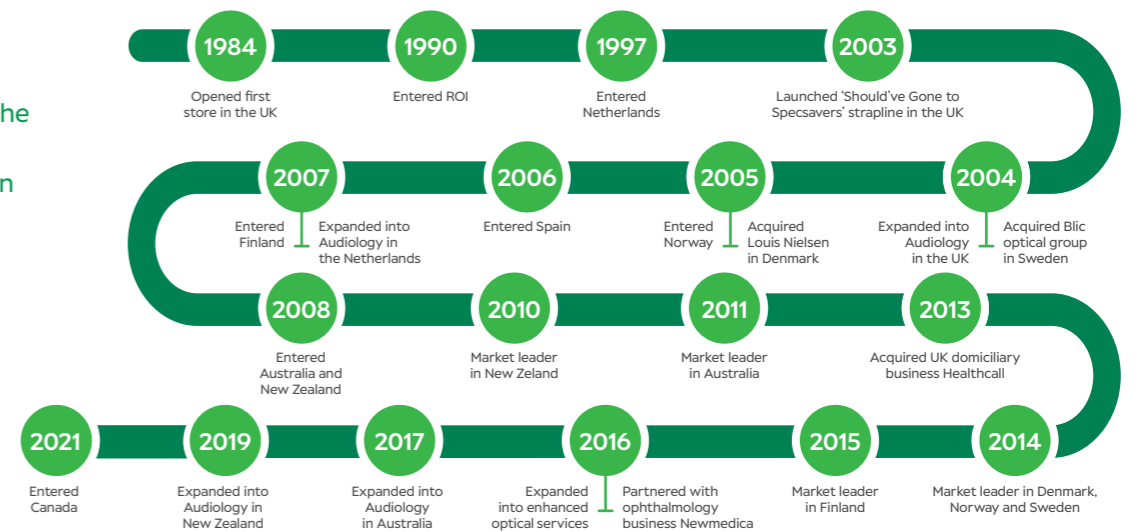 he
n
1984
Opened first
store in the UK
1990
Entered ROI
1997
Entered
Netherlands
2003
Launched ‘Should’ve Gone to
Specsavers’ strapline in the UK
2004
Expanded into
Audiology
in the UK
Acquired Blic
optical group
in Sweden
2005
Entered
Norway
Acquired
Louis Nielsen
in Denmark
2006
Entered Spain
2007
Entered
Finland
Expanded into
Audiology in
the Netherlands
2008
Entered
Australia and
New Zealand
2010
Market leader
in New Zeland
2011
Market leader
in Australia
2013
Acquired UK domiciliary
business Healthcall
2014
Market leader in Denmark,
Norway and Sweden
2015
Market leader
in Finland
2016
Expanded
into enhanced
optical services
Partnered with
ophthalmology
business Newmedica
2017
Expanded into
Audiology
in Australia
2019
Expanded into
Audiology in
New Zealand
2021
Entered
Canada